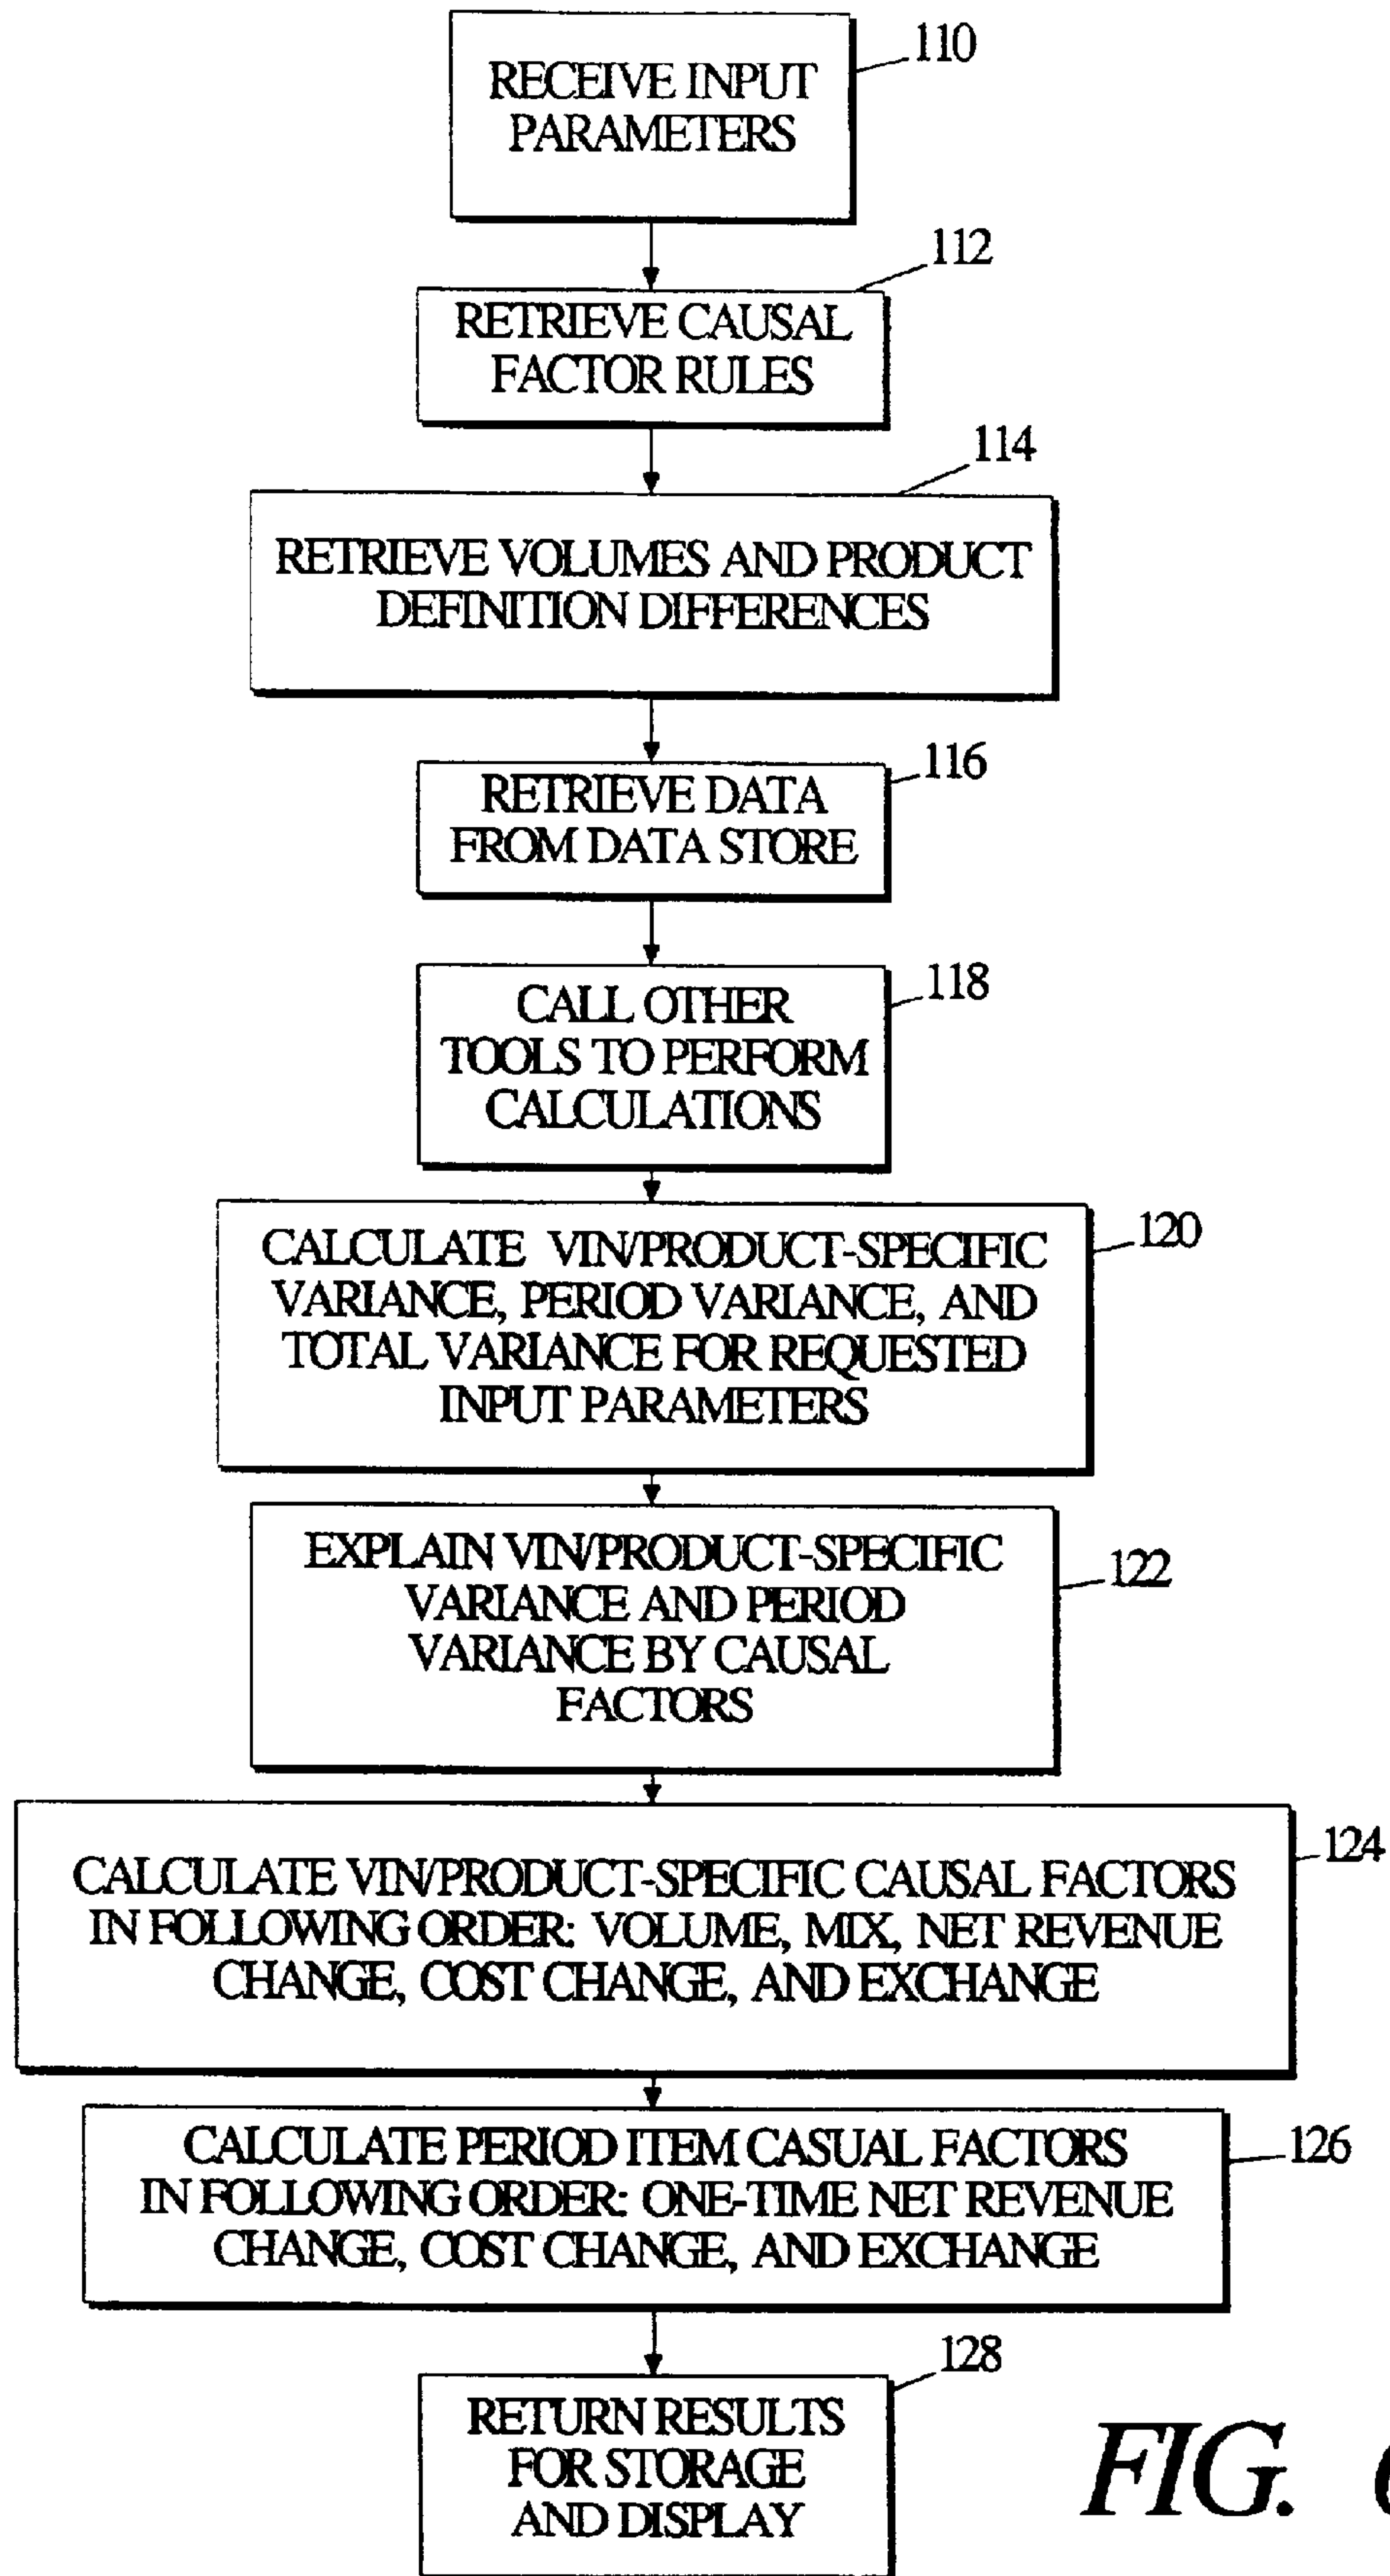 RECEIVE INPUT
PARAMETERS
110
RETRIEVE CAUSAL
FACTOR RULES
112
RETRIEVE VOLUMES AND PRODUCT
DEFINITION DIFFERENCES
114
RETRIEVE DATA
FROM DATA STORE
116
CALL OTHER
TOOLS TO PERFORM
CALCULATIONS
118
CALCULATE VIN/PRODUCT-SPECIFIC
VARIANCE, PERIOD VARIANCE, AND
TOTAL VARIANCE FOR REQUESTED
INPUT PARAMETERS
120
EXPLAIN VIN/PRODUCT-SPECIFIC
VARIANCE AND PERIOD
VARIANCE BY CAUSAL
FACTORS
122
CALCULATE VIN/PRODUCT-SPECIFIC CAUSAL FACTORS
IN FOLLOWING ORDER: VOLUME, MIX, NET REVENUE
CHANGE, COST CHANGE, AND EXCHANGE
124
CALCULATE PERIOD ITEM CASUAL FACTORS
IN FOLLOWING ORDER: ONE-TIME NET REVENUE
CHANGE, COST CHANGE, AND EXCHANGE
126
RETURN RESULTS
FOR STORAGE
AND DISPLAY
128
FIG.